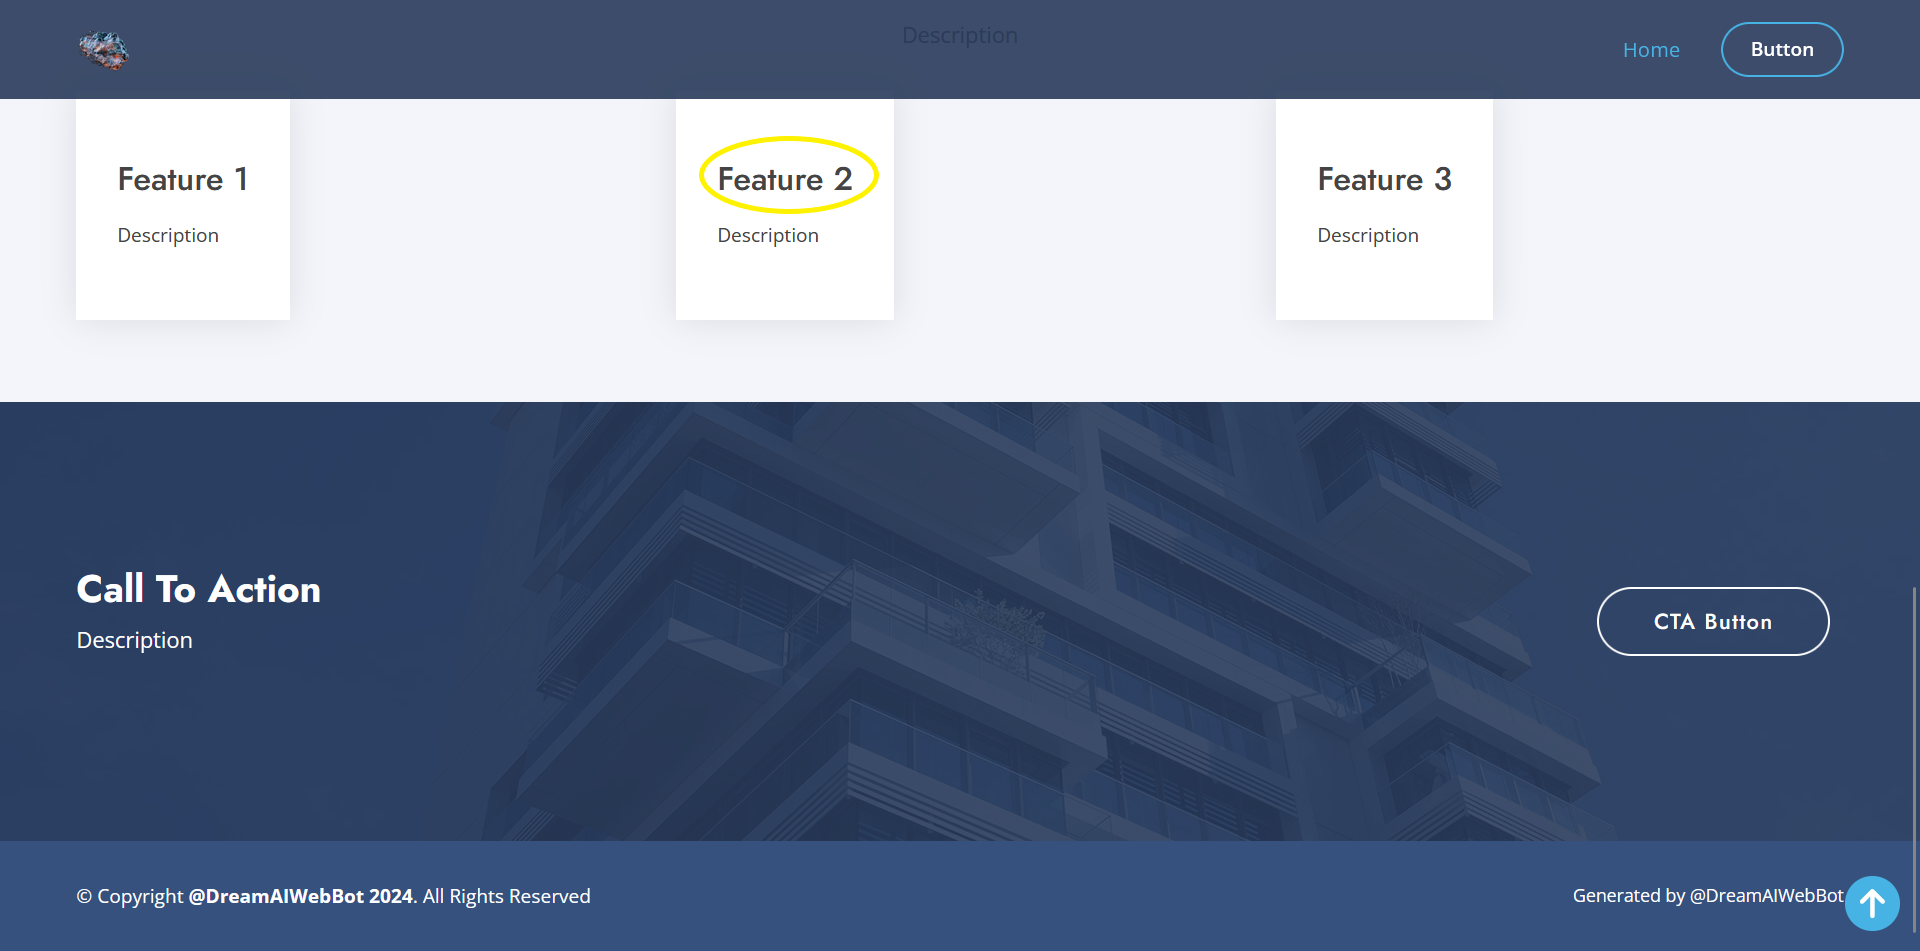 Description
Home
Button
Feature 1
Description
Feature 2
Description
Feature 3
Description
Call To Action
Description
CTA Button
© Copyright @DreamAIWebBot 2024. All Rights Reserved
Generated by @DreamAIWebBot